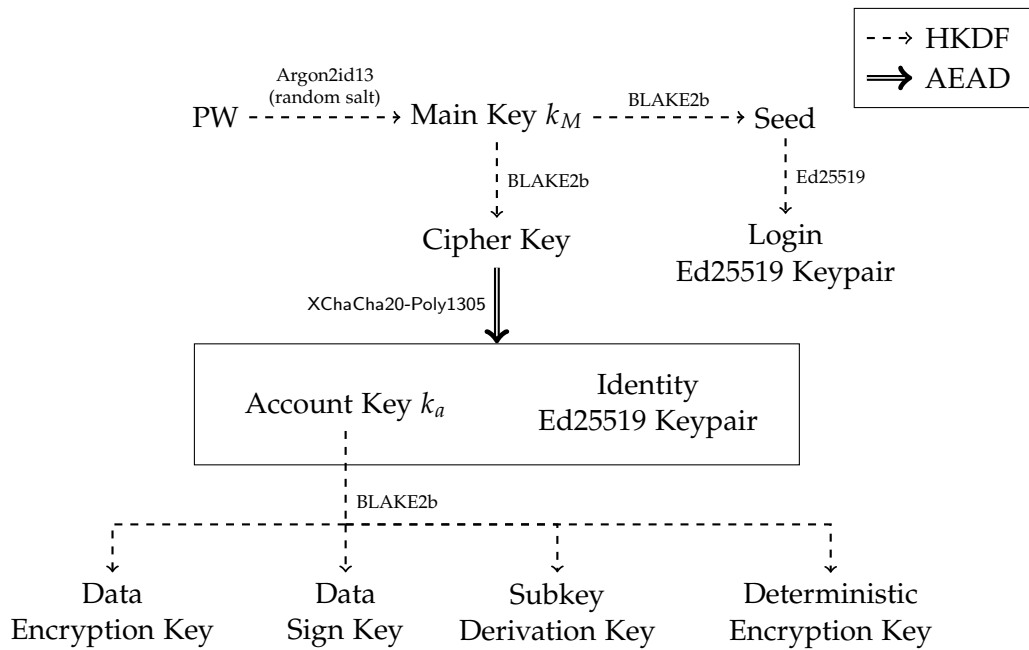 HKDF
AEAD
Argon2id13
(random salt)
PW
Main Key k_M
BLAKE2b
Seed
BLAKE2b
Ed25519
Cipher Key
Login
Ed25519 Keypair
XChaCha20-Poly1305
Account Key k_a
Identity
Ed25519 Keypair
BLAKE2b
Data
Encryption Key
Data
Sign Key
Subkey
Derivation Key
Deterministic
Encryption Key